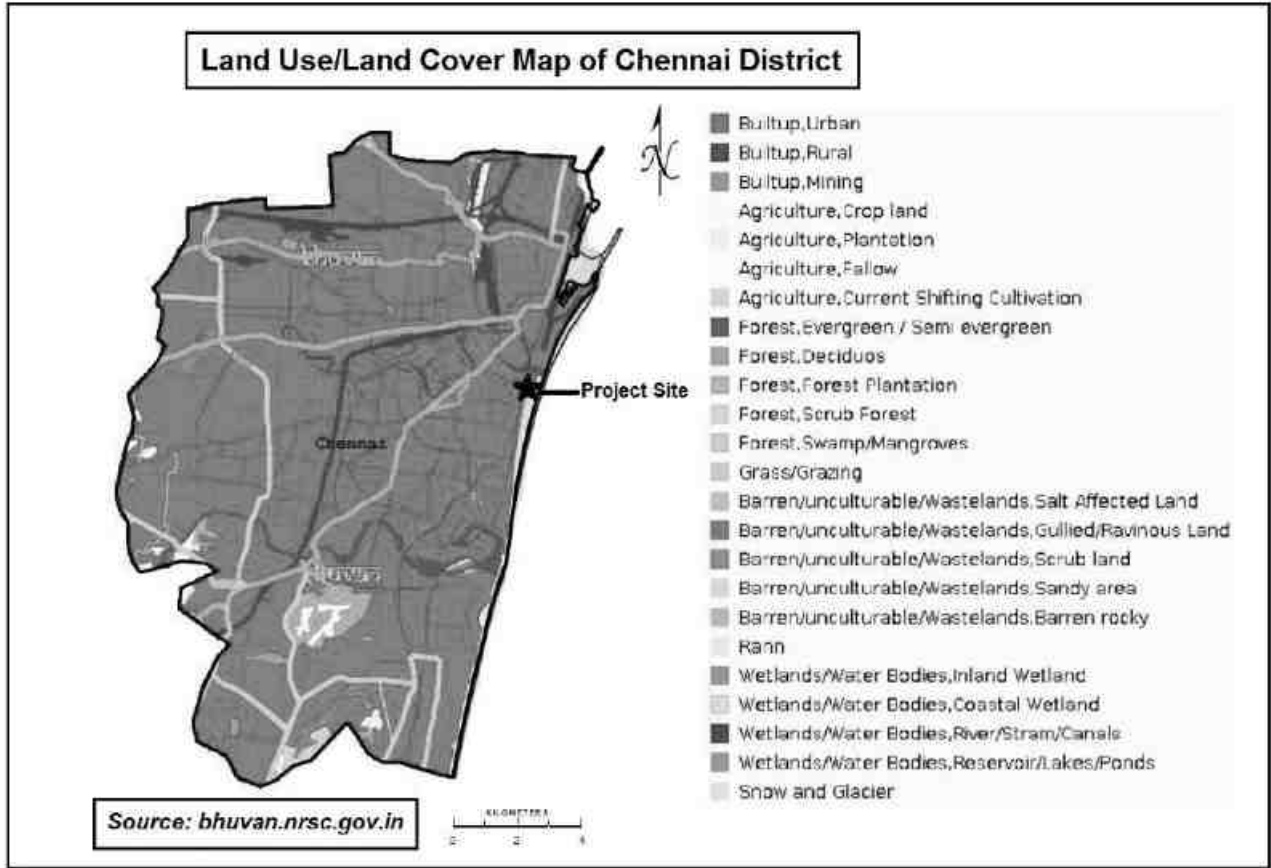 Land Use/Land Cover Map of Chennai District
N
Builtup,Urban
Builtup,Rural
Builtup,Mining
Agriculture,Crop land
Agriculture,Plantation
Agriculture,Fallow
Agriculture,Current Shifting Cultivation
Forest,Evergreen / Semi evergreen
Forest,Deciduos
Forest,Forest Plantation
Forest,Scrub Forest
Forest,Swamp/Mangroves
Grass/Grazing
Barren/unculturable/Wastelands,Salt Affected Land
Barren/unculturable/Wastelands,Gullied/Ravinous Land
Barren/unculturable/Wastelands,Scrub land
Barren/unculturable/Wastelands,Sandy area
Barren/unculturable/Wastelands,Barren rocky
Rann
Wetlands/Water Bodies,Inland Wetland
Wetlands/Water Bodies,Coastal Wetland
Wetlands/Water Bodies,River/Stram/Canals
Wetlands/Water Bodies,Reservoir/Lakes/Ponds
Snow and Glacier
Project Site
Chennai
Source: bhuvan.nrsc.gov.in
KILOMETERS
2 4